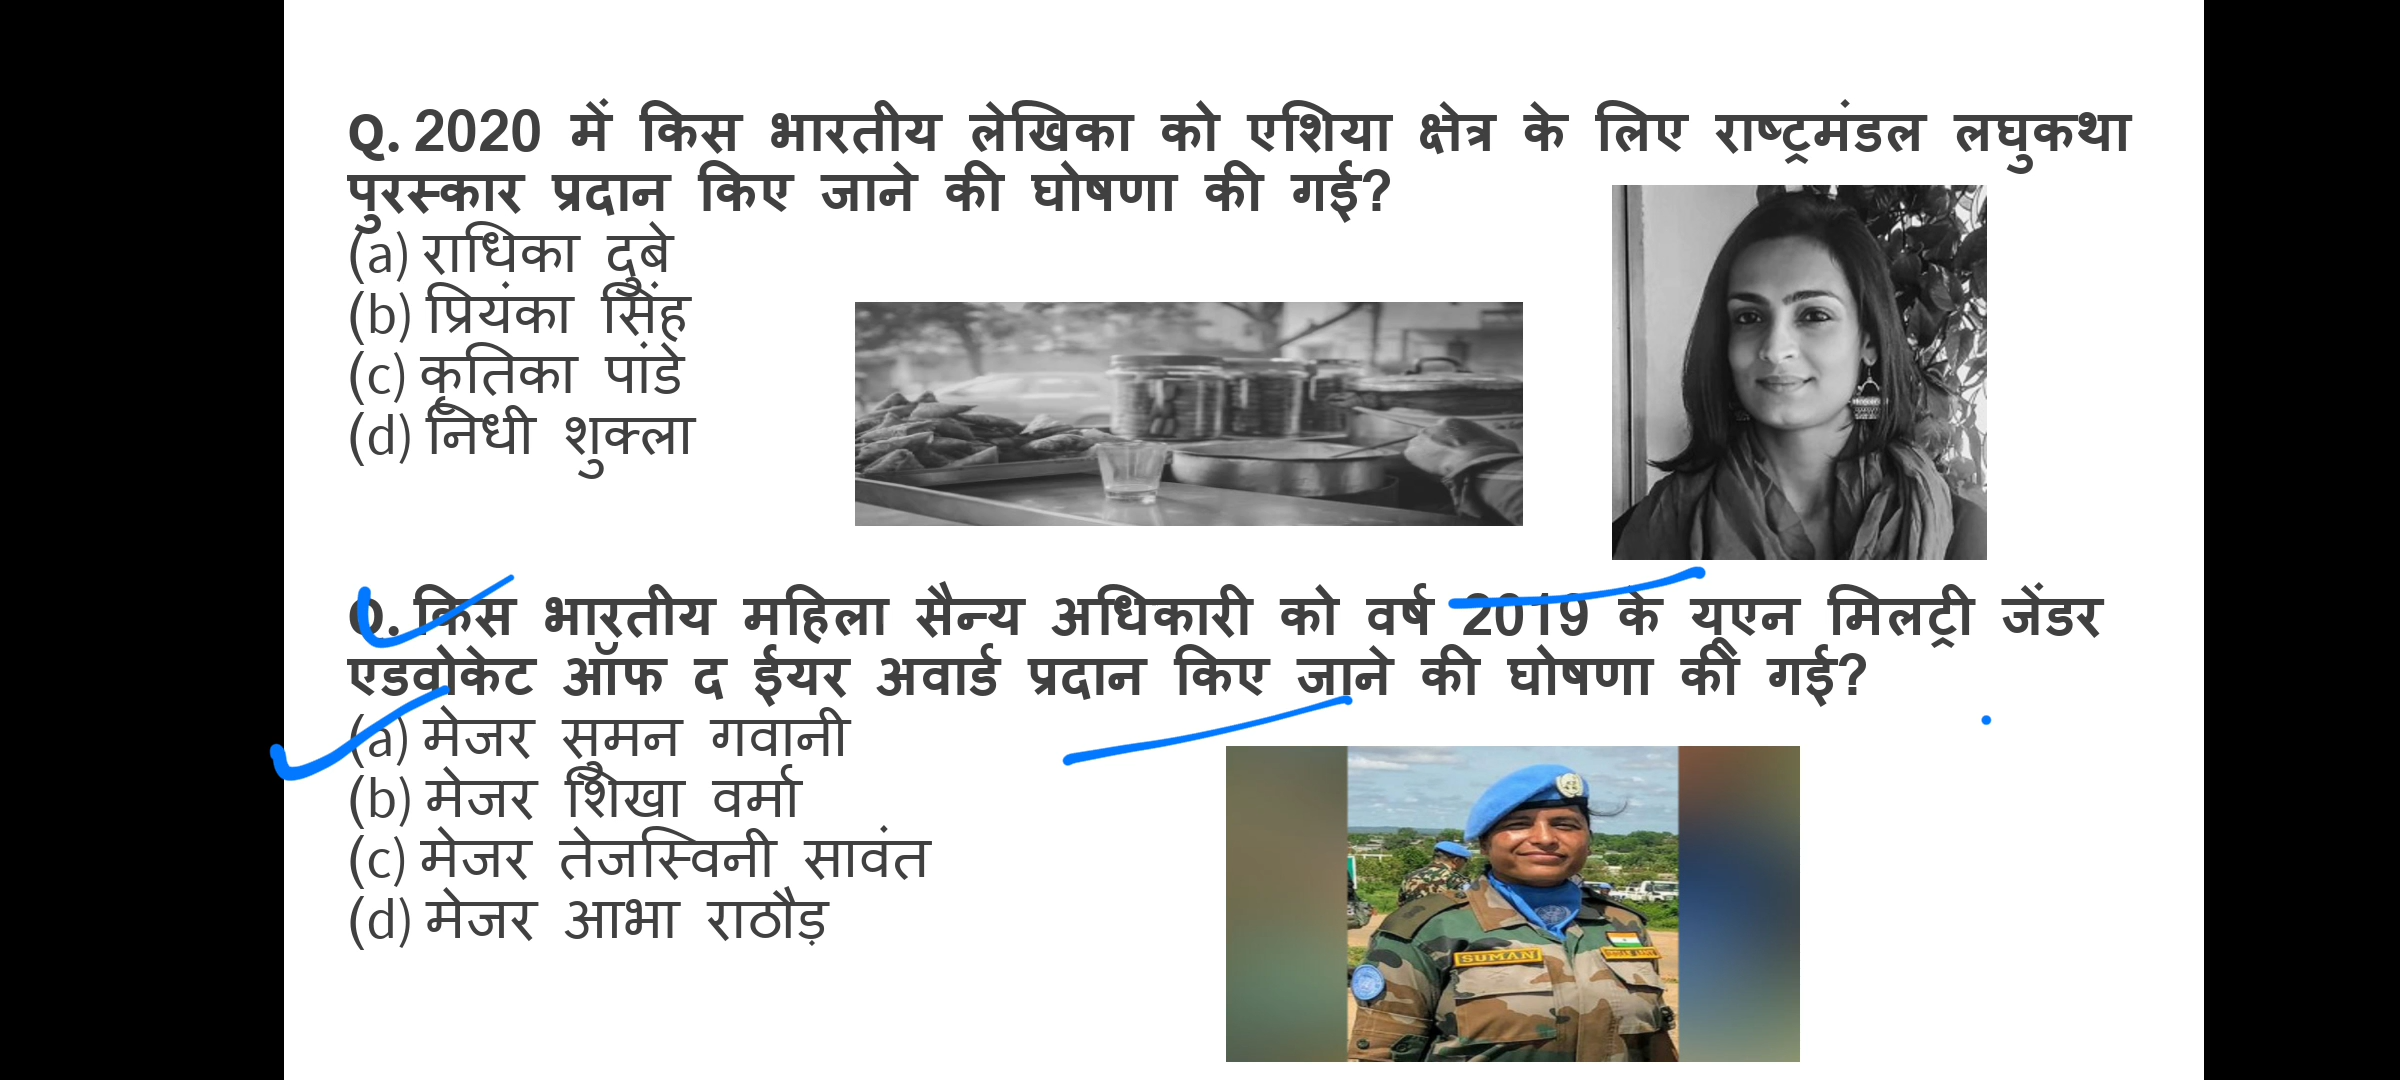 Q. 2020 में किस भारतीय लेखिका को एशिया क्षेत्र के लिए राष्ट्रमंडल लघुकथा
पुरस्कार प्रदान किए जाने की घोषणा की गई?
(a) राधिका दुबे
(b) प्रियंका सिंह
(c) कृतिका पांडे
(d) निधी शुक्ला
Q. किस भारतीय महिला सैन्य अधिकारी को वर्ष 2019 के यूएन मिलट्री जेंडर
एडवोकेट ऑफ द ईयर अवार्ड प्रदान किए जाने की घोषणा की गई?
(a) मेजर सुमन गवानी
(b) मेजर शिखा वर्मा
(c) मेजर तेजस्विनी सावंत
(d) मेजर आभा राठौड़
SUMAN